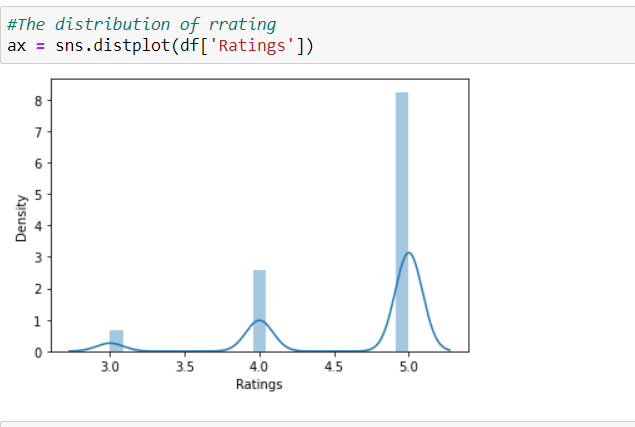 #The distribution of rrating
ax = sns.distplot(df['Ratings'])
8
7
6
5
4
3
2
1
0
Density
3.0 3.5 4.0 4.5 5.0
Ratings